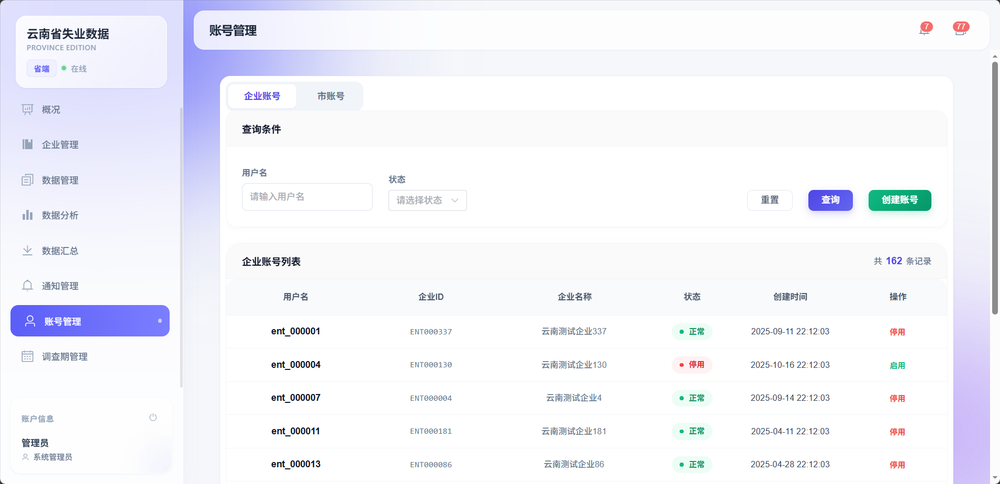 云南省失业数据
PROVINCE EDITION
省端 在线
概况
企业管理
数据管理
数据分析
数据汇总
通知管理
账号管理
调查期管理
账户信息
管理员
系统管理员
账号管理
7
77
企业账号 市账号
查询条件
用户名
请输入用户名
状态
请选择状态
重置 查询 创建账号
企业账号列表
共 162 条记录
用户名 企业ID 企业名称 状态 创建时间 操作
ent_000001 ENT000337 云南测试企业337 正常 2025-09-11 22:12:03 停用
ent_000004 ENT000130 云南测试企业130 停用 2025-10-16 22:12:03 启用
ent_000007 ENT000004 云南测试企业4 正常 2025-09-14 22:12:03 停用
ent_000011 ENT000181 云南测试企业181 正常 2025-04-11 22:12:03 停用
ent_000013 ENT000086 云南测试企业86 正常 2025-04-28 22:12:03 停用